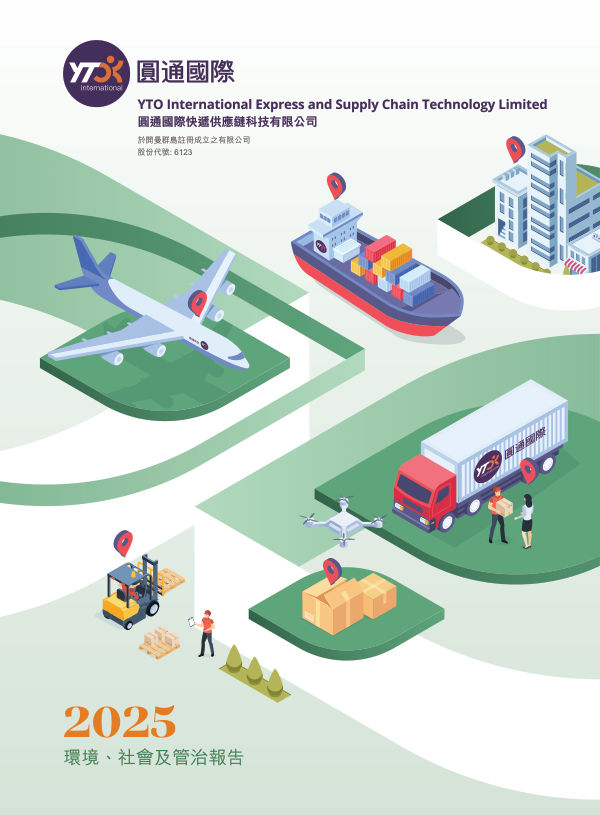 YTO
international
圓通國際
YTO International Express and Supply Chain Technology Limited
圓通國際快遞供應鏈科技有限公司
於開曼群島註冊成立之有限公司
股份代號: 6123
YTO
YTO
圓通國際
2025
環境、社會及管治報告